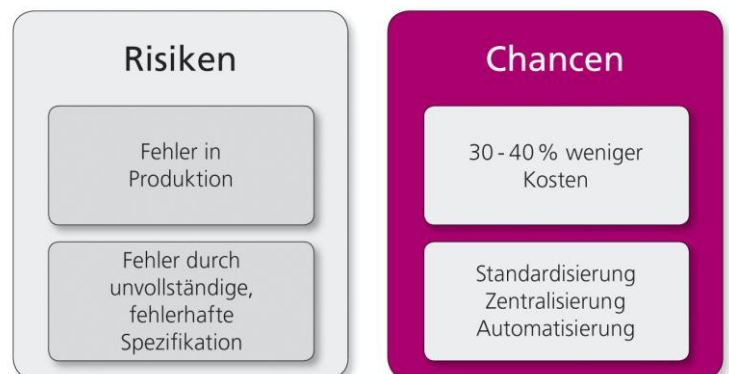 Risiken
Fehler in
Produktion
Fehler durch
unvollständige,
fehlerhafte
Spezifikation
Chancen
30 - 40 % weniger
Kosten
Standardisierung
Zentralisierung
Automatisierung